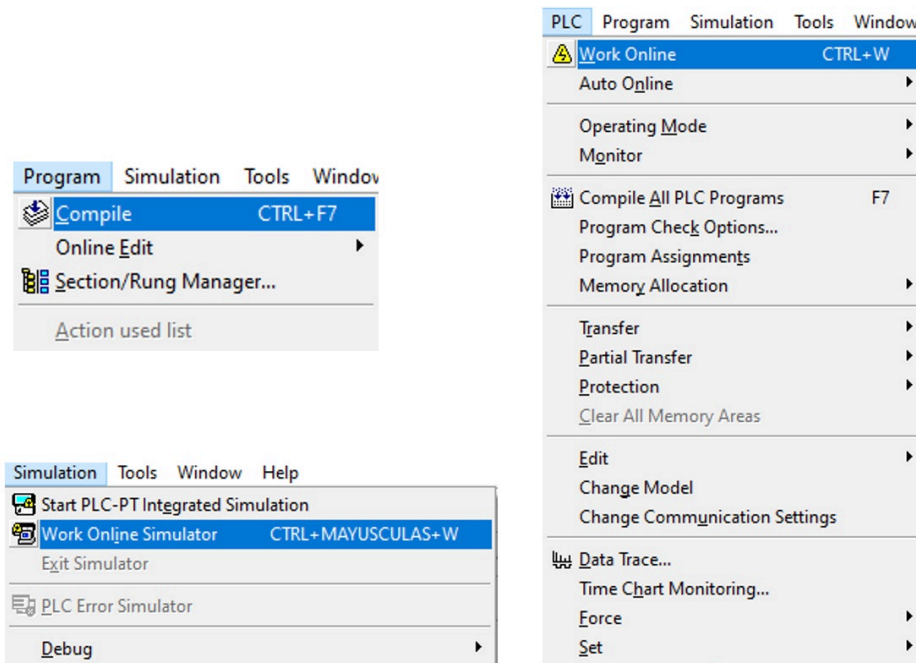 Program Simulation Tools Window
Compile CTRL+F7
Online Edit
Section/Rung Manager...
Action used list
Simulation Tools Window Help
Start PLC-PT Integrated Simulation
Work Online Simulator CTRL+MAYUSCULAS+W
Exit Simulator
PLC Error Simulator
Debug
PLC Program Simulation Tools Window
Work Online CTRL+W
Auto Online
Operating Mode
Monitor
Compile All PLC Programs F7
Program Check Options...
Program Assignments
Memory Allocation
Transfer
Partial Transfer
Protection
Clear All Memory Areas
Edit
Change Model
Change Communication Settings
Data Trace...
Time Chart Monitoring...
Force
Set